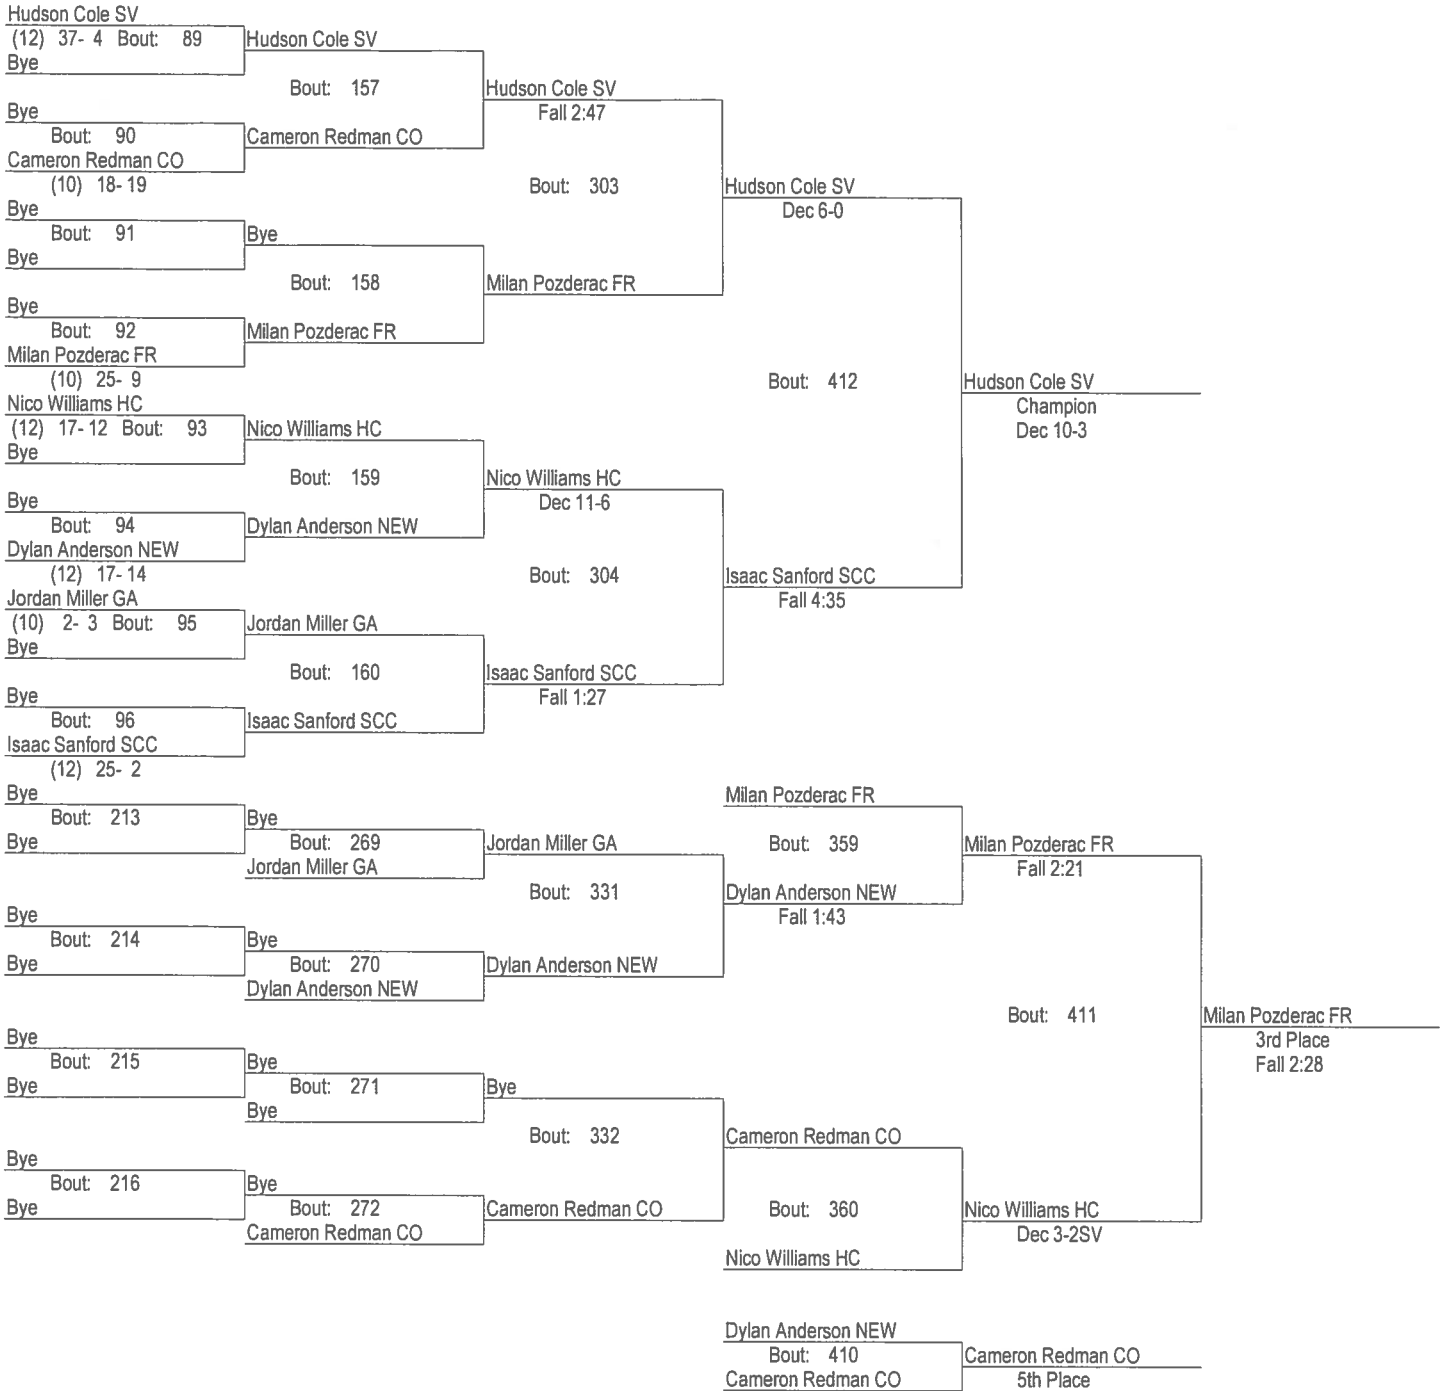 Hudson Cole SV
(12) 37- 4 Bout: 89
Bye
Bye
Bout: 90
Cameron Redman CO
(10) 18- 19
Bye
Bout: 91
Bye
Bye
Bout: 92
Milan Pozderac FR
(10) 25- 9
Nico Williams HC
(12) 17- 12 Bout: 93
Bye
Bye
Bout: 94
Dylan Anderson NEW
(12) 17- 14
Jordan Miller GA
(10) 2- 3 Bout: 95
Bye
Bye
Bout: 96
Isaac Sanford SCC
(12) 25- 2
Hudson Cole SV
Bout: 157
Cameron Redman CO
Bye
Bout: 158
Milan Pozderac FR
Nico Williams HC
Bout: 159
Dylan Anderson NEW
Jordan Miller GA
Bout: 160
Isaac Sanford SCC
Hudson Cole SV
Fall 2:47
Bout: 303
Milan Pozderac FR
Nico Williams HC
Dec 11-6
Bout: 304
Isaac Sanford SCC
Fall 1:27
Hudson Cole SV
Dec 6-0
Bout: 412
Isaac Sanford SCC
Fall 4:35
Hudson Cole SV
Champion
Dec 10-3
Bye
Bout: 213
Bye
Bye
Bout: 214
Bye
Bye
Bout: 215
Bye
Bye
Bout: 216
Bye
Bye
Bout: 269
Jordan Miller GA
Bye
Bout: 270
Dylan Anderson NEW
Bye
Bout: 271
Bye
Bye
Bout: 272
Cameron Redman CO
Jordan Miller GA
Bout: 331
Dylan Anderson NEW
Bye
Bout: 332
Cameron Redman CO
Milan Pozderac FR
Bout: 359
Dylan Anderson NEW
Fall 1:43
Cameron Redman CO
Bout: 360
Nico Williams HC
Milan Pozderac FR
Fall 2:21
Bout: 411
Nico Williams HC
Dec 3-2SV
Milan Pozderac FR
3rd Place
Fall 2:28
Dylan Anderson NEW
Bout: 410
Cameron Redman CO
Cameron Redman CO
5th Place